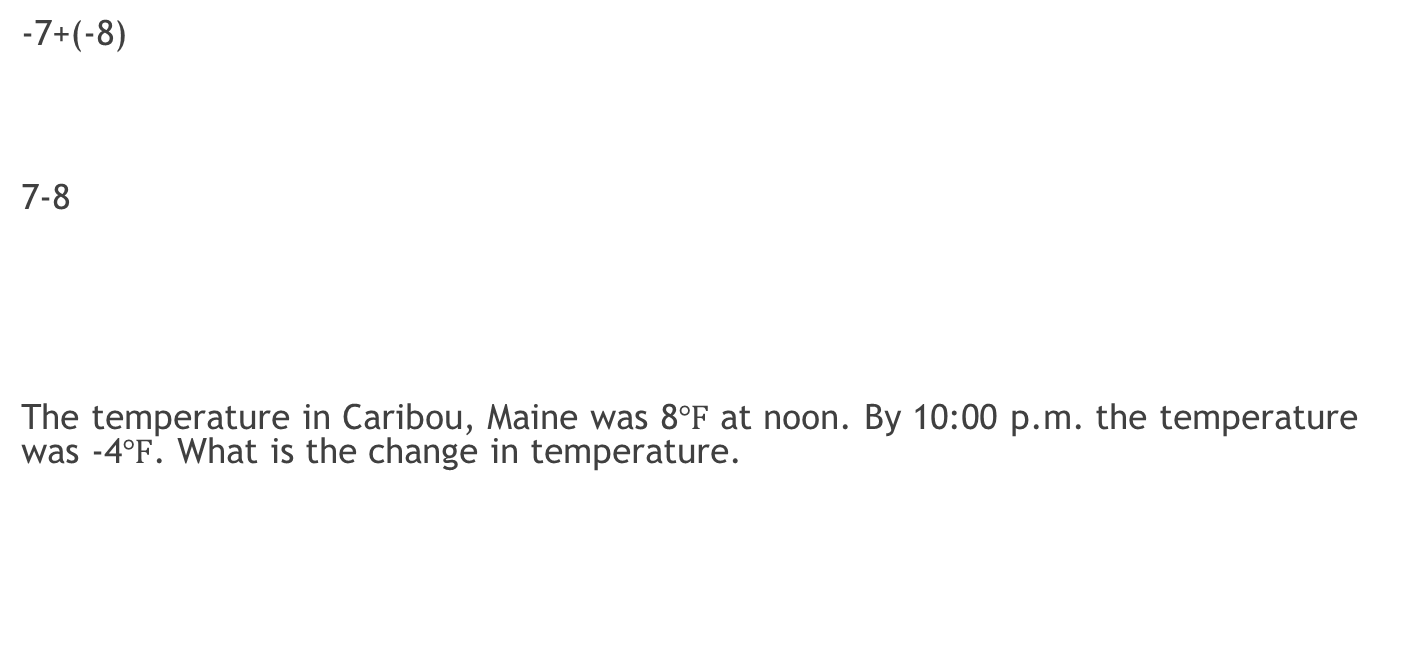 -7+(-8)
7-8
The temperature in Caribou, Maine was 8°F at noon. By 10:00 p.m. the temperature
was -4°F. What is the change in temperature.